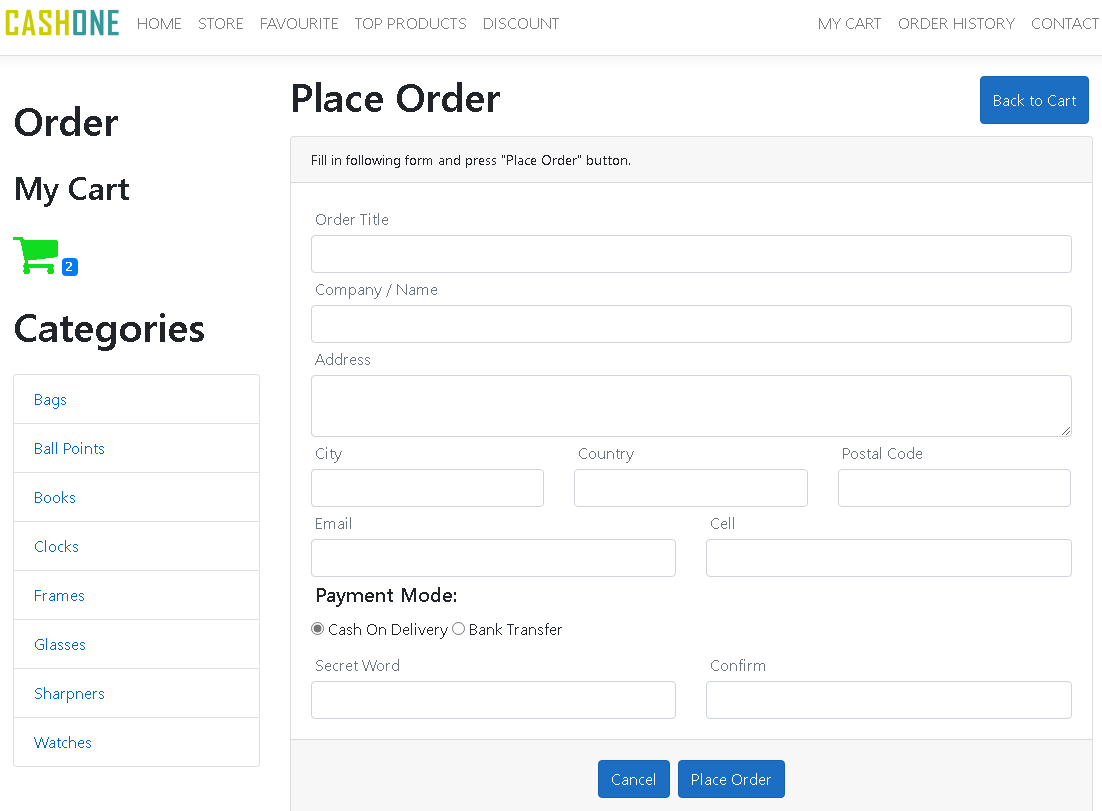 CASHONE HOME STORE FAVOURITE TOP PRODUCTS DISCOUNT MY CART ORDER HISTORY CONTACT
Order
My Cart
2
Categories
Bags
Ball Points
Books
Clocks
Frames
Glasses
Sharpners
Watches
Place Order
Back to Cart
Fill in following form and press "Place Order" button.
Order Title
Company / Name
Address
City Country Postal Code
Email Cell
Payment Mode:
Cash On Delivery Bank Transfer
Secret Word Confirm
Cancel Place Order